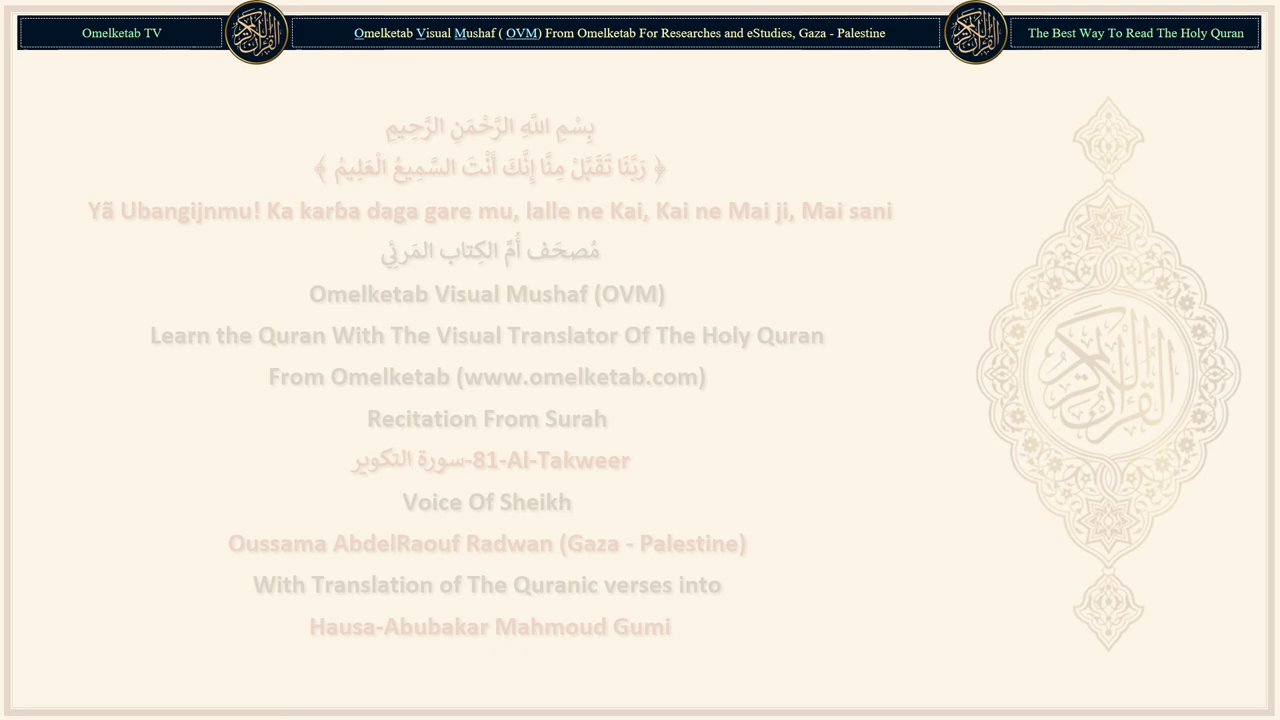 Omelketab TV
Omelketab Visual Mushaf ( OVM) From Omelketab For Researches and eStudies, Gaza - Palestine
The Best Way To Read The Holy Quran
بِسْمِ اللَّهِ الرَّحْمَنِ الرَّحِيمِ
﴿ رَبَّنَا تَقَبَّلْ مِنَّا إِنَّكَ أَنْتَ السَّمِيعُ الْعَلِيمُ ﴾
Yã Ubangijnmu! Ka karɓa daga gare mu, lalle ne Kai, Kai ne Mai ji, Mai sani
مُصحَف أُمِّ الكِتاب المَرئِي
Omelketab Visual Mushaf (OVM)
Learn the Quran With The Visual Translator Of The Holy Quran
From Omelketab (www.omelketab.com)
Recitation From Surah
سورة التكوير-81-Al-Takweer
Voice Of Sheikh
Oussama AbdelRaouf Radwan (Gaza - Palestine)
With Translation of The Quranic verses into
Hausa-Abubakar Mahmoud Gumi
القرآن الكريم